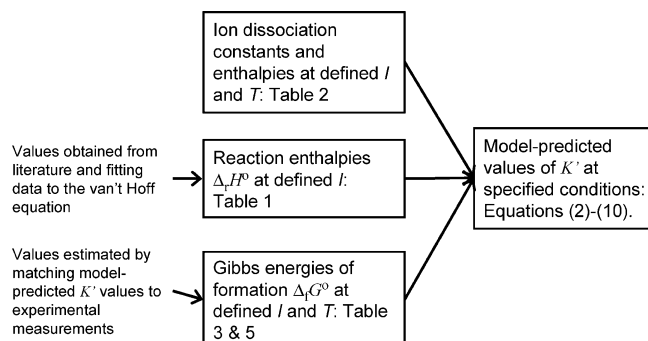 Ion dissociation
constants and
enthalpies at defined I
and T: Table 2
Values obtained from
literature and fitting
data to the van't Hoff
equation
Reaction enthalpies
ΔrHº at defined I:
Table 1
Model-predicted
values of K' at
specified conditions:
Equations (2)-(10).
Values estimated by
matching model-
predicted K' values to
experimental
measurements
Gibbs energies of
formation ΔfGº at
defined I and T: Table
3 & 5